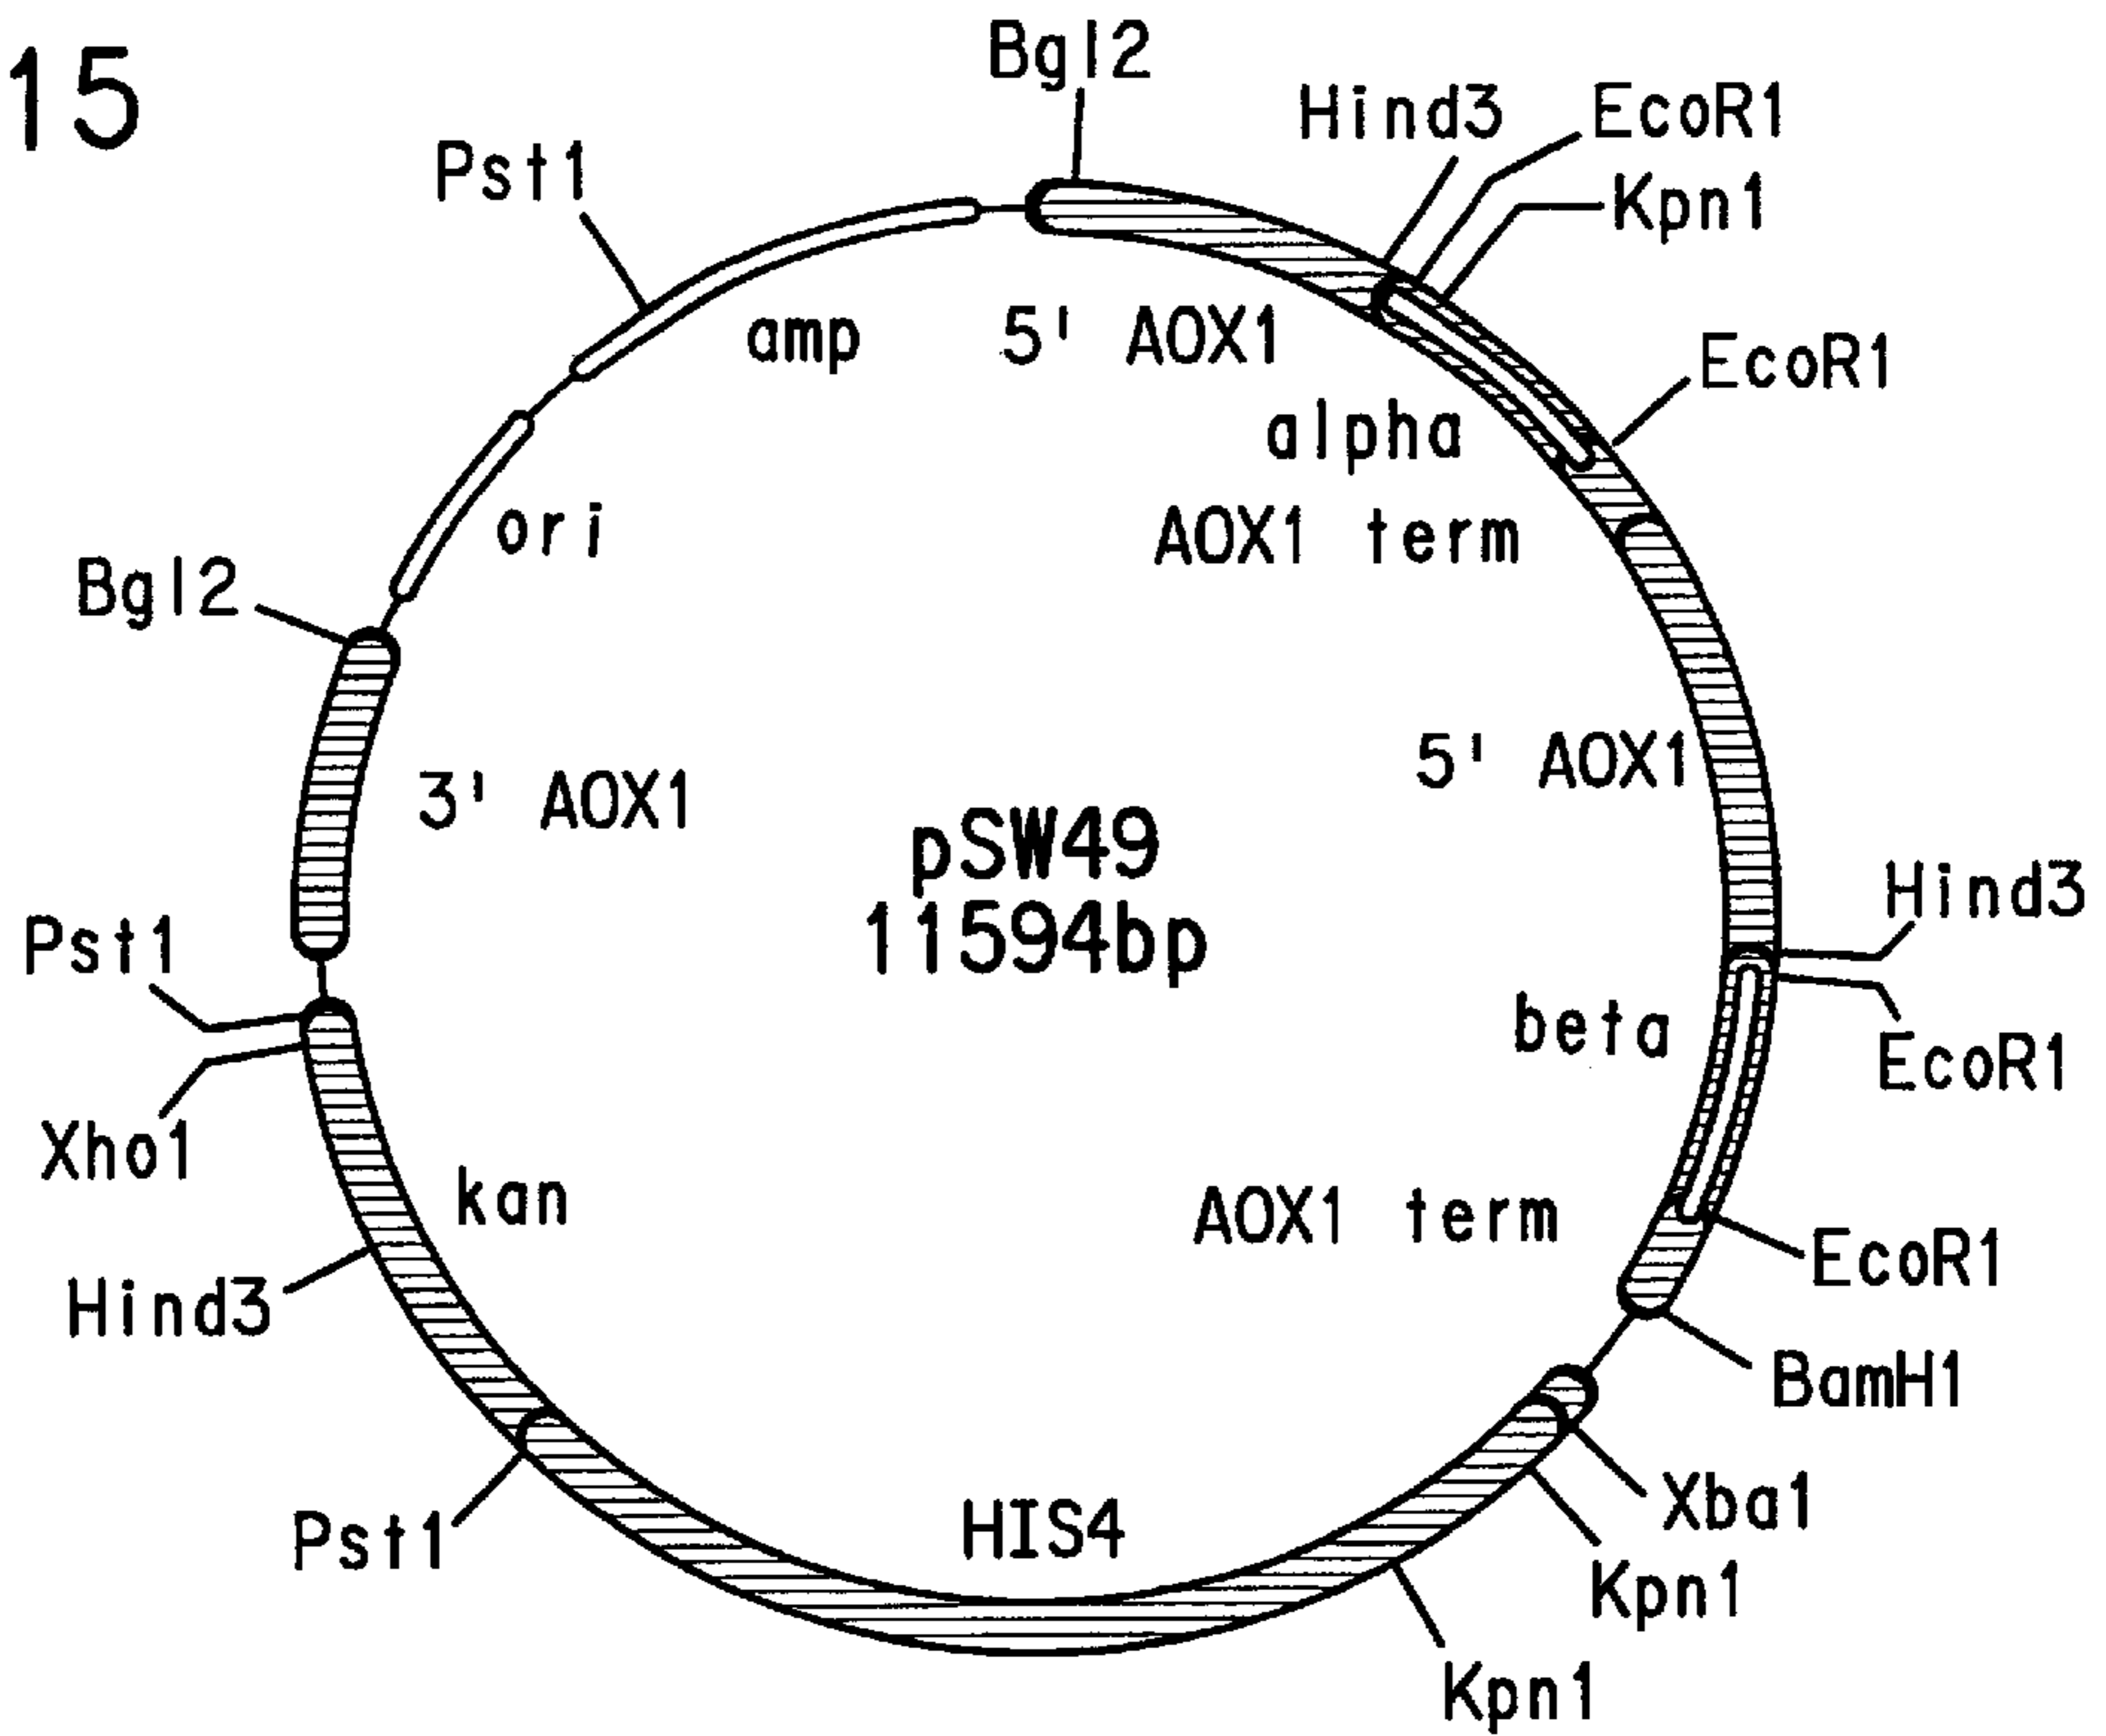 15
Bgl2
Hind3
EcoR1
Pst1
Kpn1
amp
5' AOX1
EcoR1
alpha
ori
AOX1 term
Bgl2
5' AOX1
3' AOX1
pSW49
11594bp
Hind3
Pst1
beta
EcoR1
Xho1
kan
AOX1 term
EcoR1
Hind3
BamH1
Xba1
HIS4
Pst1
Kpn1
Kpn1